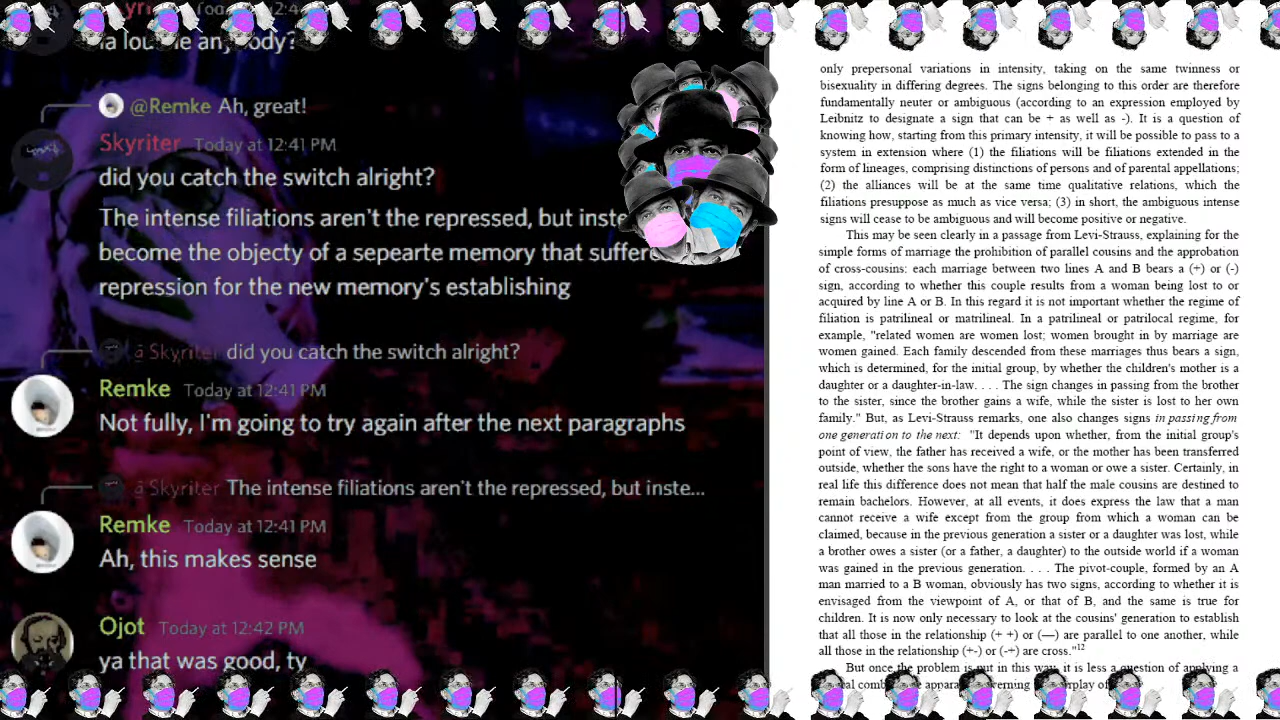 la lou anybody?
@Remke Ah, great!
Skyriter Today at 12:41 PM
did you catch the switch alright?
The intense filiations aren't the repressed, but inste
become the objecty of a sepearte memory that suffere
repression for the new memory's establishing
Skyriter did you catch the switch alright?
Remke Today at 12:41 PM
Not fully, I'm going to try again after the next paragraphs
Skyriter The intense filiations aren't the repressed, but inste...
Remke Today at 12:41 PM
Ah, this makes sense
Ojot Today at 12:42 PM
ya that was good, ty
only prepersonal variations in intensity, taking on the same twinness or
bisexuality in differing degrees. The signs belonging to this order are therefore
fundamentally neuter or ambiguous (according to an expression employed by
Leibnitz to designate a sign that can be + as well as -). It is a question of
knowing how, starting from this primary intensity, it will be possible to pass to a
system in extension where (1) the filiations will be filiations extended in the
form of lineages, comprising distinctions of persons and of parental appellations;
(2) the alliances will be at the same time qualitative relations, which the
filiations presuppose as much as vice versa; (3) in short, the ambiguous intense
signs will cease to be ambiguous and will become positive or negative.
This may be seen clearly in a passage from Levi-Strauss, explaining for the
simple forms of marriage the prohibition of parallel cousins and the approbation
of cross-cousins: each marriage between two lines A and B bears a (+) or (-)
sign, according to whether this couple results from a woman being lost to or
acquired by line A or B. In this regard it is not important whether the regime of
filiation is patrilineal or matrilineal. In a patrilineal or patrilocal regime, for
example, "related women are women lost; women brought in by marriage are
women gained. Each family descended from these marriages thus bears a sign,
which is determined, for the initial group, by whether the children's mother is a
daughter or a daughter-in-law. . . . The sign changes in passing from the brother
to the sister, since the brother gains a wife, while the sister is lost to her own
family." But, as Levi-Strauss remarks, one also changes signs in passing from
one generation to the next: "It depends upon whether, from the initial group's
point of view, the father has received a wife, or the mother has been transferred
outside, whether the sons have the right to a woman or owe a sister. Certainly, in
real life this difference does not mean that half the male cousins are destined to
remain bachelors. However, at all events, it does express the law that a man
cannot receive a wife except from the group from which a woman can be
claimed, because in the previous generation a sister or a daughter was lost, while
a brother owes a sister (or a father, a daughter) to the outside world if a woman
was gained in the previous generation. . . . The pivot-couple, formed by an A
man married to a B woman, obviously has two signs, according to whether it is
envisaged from the viewpoint of A, or that of B, and the same is true for
children. It is now only necessary to look at the cousins' generation to establish
that all those in the relationship (+ +) or (—) are parallel to one another, while
all those in the relationship (+-) or (-+) are cross."12
But once the problem is put in this way, it is less a question of applying a